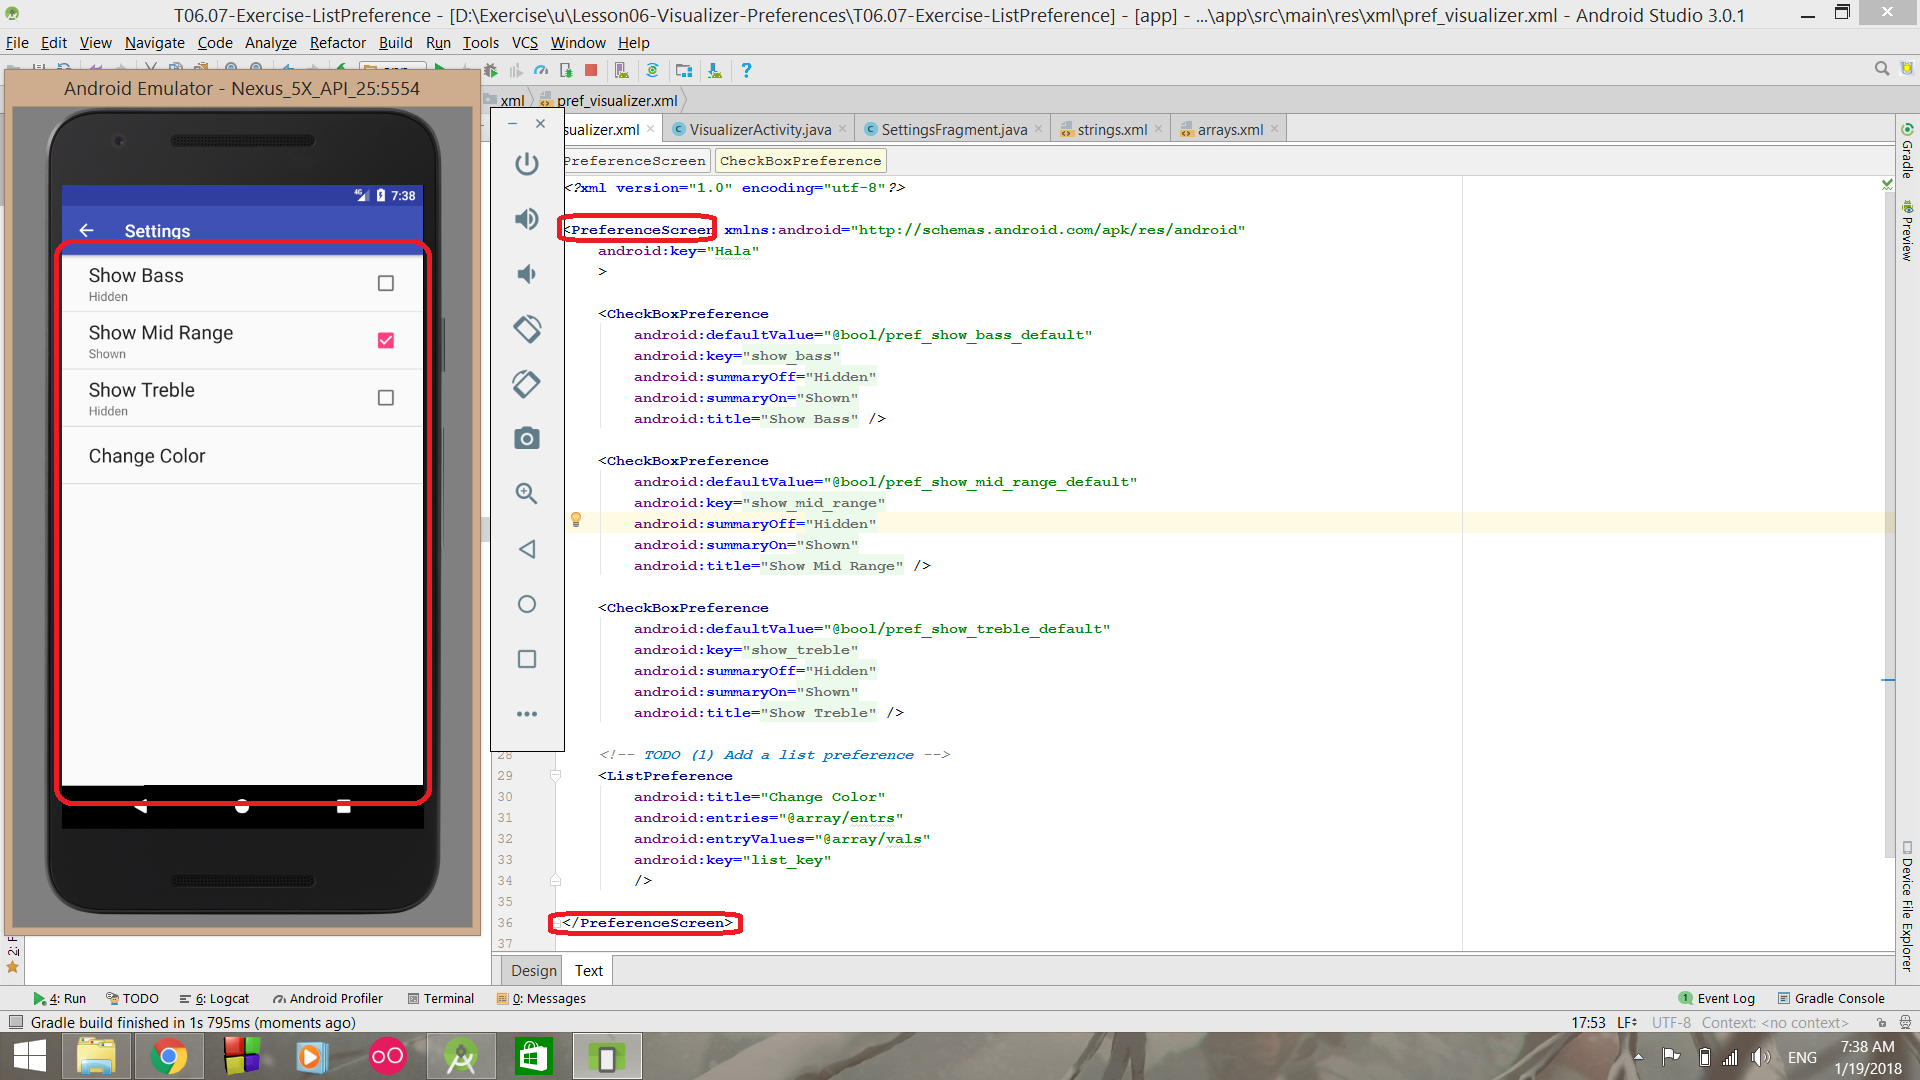 T06.07-Exercise-ListPreference - [D:\Exercise\u\Lesson06-Visualizer-Preferences\T06.07-Exercise-ListPreference] - [app] - ...\app\src\main\res\xml\pref_visualizer.xml - Android Studio 3.0.1
File Edit View Navigate Code Analyze Refactor Build Run Tools VCS Window Help
Android Emulator - Nexus_5X_API_25:5554
xml pref_visualizer.xml
sualizer.xml VisualizerActivity.java SettingsFragment.java strings.xml arrays.xml
PreferenceScreen CheckBoxPreference
4G 7:38
Settings
Show Bass
Hidden
Show Mid Range
Shown
Show Treble
Hidden
Change Color
<?xml version="1.0" encoding="utf-8"?>
<PreferenceScreen xmlns:android="http://schemas.android.com/apk/res/android"
android:key="Hala"
>
<CheckBoxPreference
android:defaultValue="@bool/pref_show_bass_default"
android:key="show_bass"
android:summaryOff="Hidden"
android:summaryOn="Shown"
android:title="Show Bass" />
<CheckBoxPreference
android:defaultValue="@bool/pref_show_mid_range_default"
android:key="show_mid_range"
android:summaryOff="Hidden"
android:summaryOn="Shown"
android:title="Show Mid Range" />
<CheckBoxPreference
android:defaultValue="@bool/pref_show_treble_default"
android:key="show_treble"
android:summaryOff="Hidden"
android:summaryOn="Shown"
android:title="Show Treble" />
28 <!-- TODO (1) Add a list preference -->
29 <ListPreference
30 android:title="Change Color"
31 android:entries="@array/entrs"
32 android:entryValues="@array/vals"
33 android:key="list_key"
34 />
35
36 </PreferenceScreen>
37
Gradle
Preview
Device File Explorer
2: F
Design Text
4: Run TODO 6: Logcat Android Profiler Terminal 0: Messages 1 Event Log Gradle Console
Gradle build finished in 1s 795ms (moments ago) 17:53 LF UTF-8 Context: <no context>
ENG
7:38 AM
1/19/2018